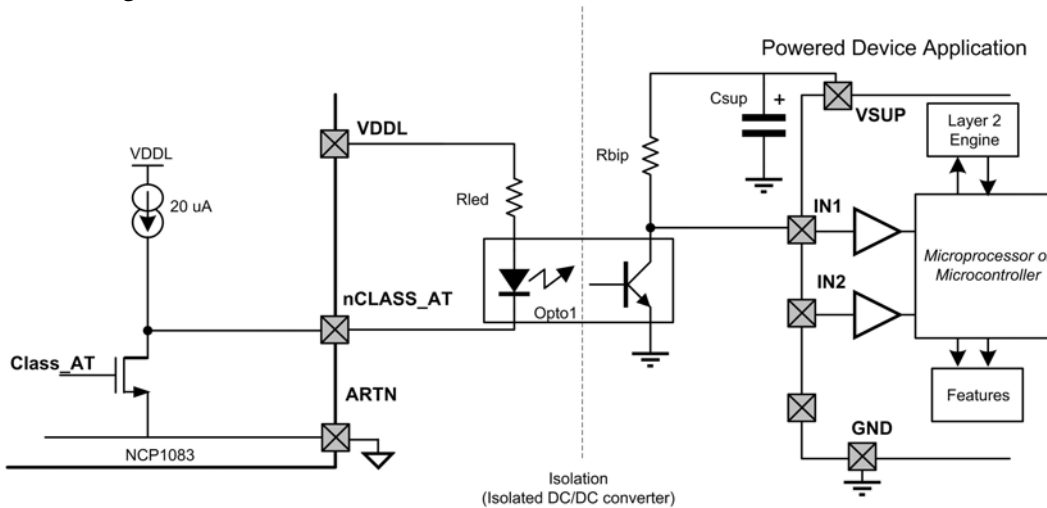 Powered Device Application
Csup
+
VSUP
VDDL
Layer 2
Engine
VDDL
Rbip
20 uA
Rled
IN1
Microprocessor o
Microcontroller
IN2
nCLASS_AT
Opto1
Class_AT
ARTN
Features
GND
NCP1083
Isolation
(Isolated DC/DC converter)